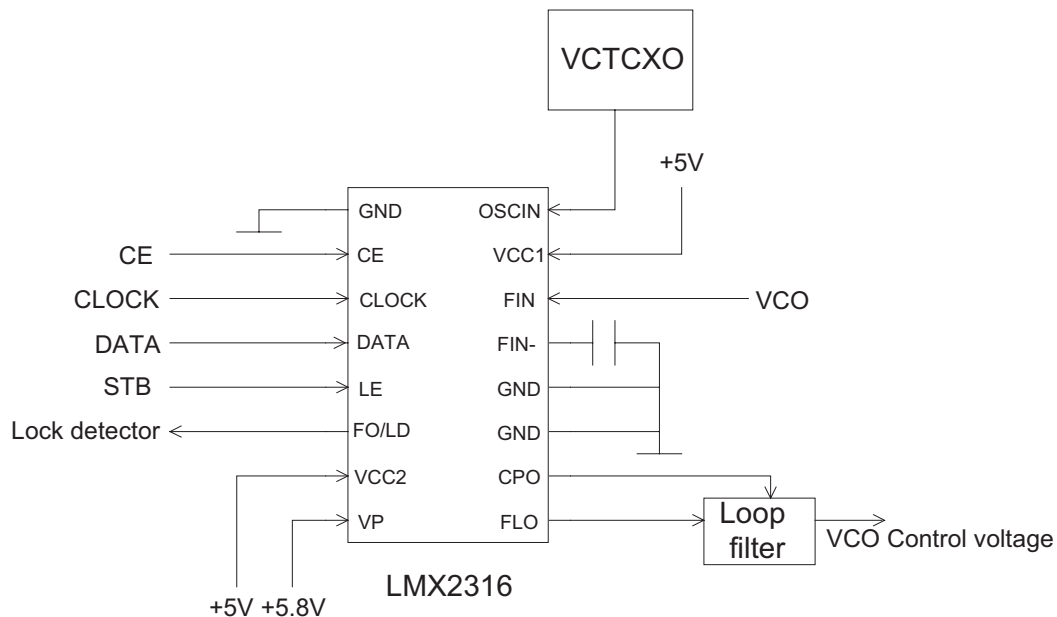 VCTCXO
+5V
GND
OSCIN
CE
CE
VCC1
CLOCK
CLOCK
FIN
VCO
DATA
DATA
FIN-
STB
LE
GND
Lock detector
FO/LD
GND
VCC2
CPO
VP
FLO
Loop
filter
VCO Control voltage
LMX2316
+5V +5.8V